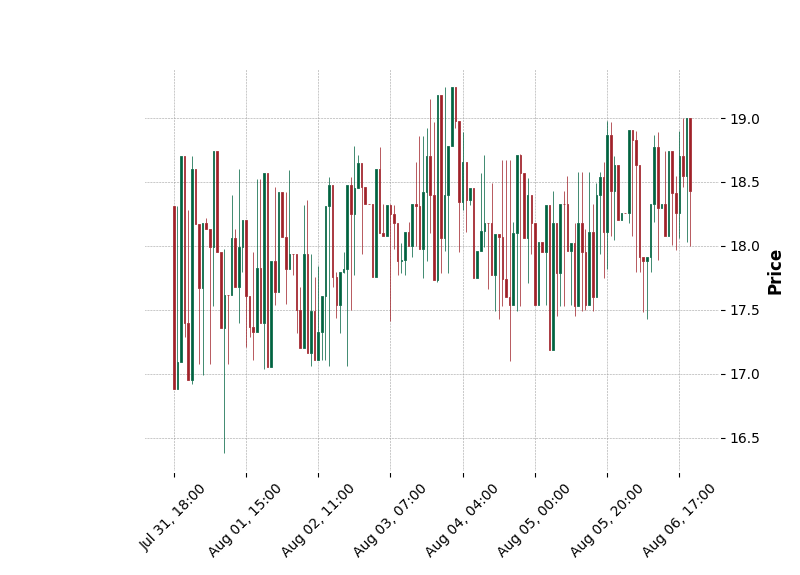 19.0
18.5
18.0
17.5
17.0
16.5
Price
Jul 31, 18:00
Aug 01, 15:00
Aug 02, 11:00
Aug 03, 07:00
Aug 04, 04:00
Aug 05, 00:00
Aug 05, 20:00
Aug 06, 17:00